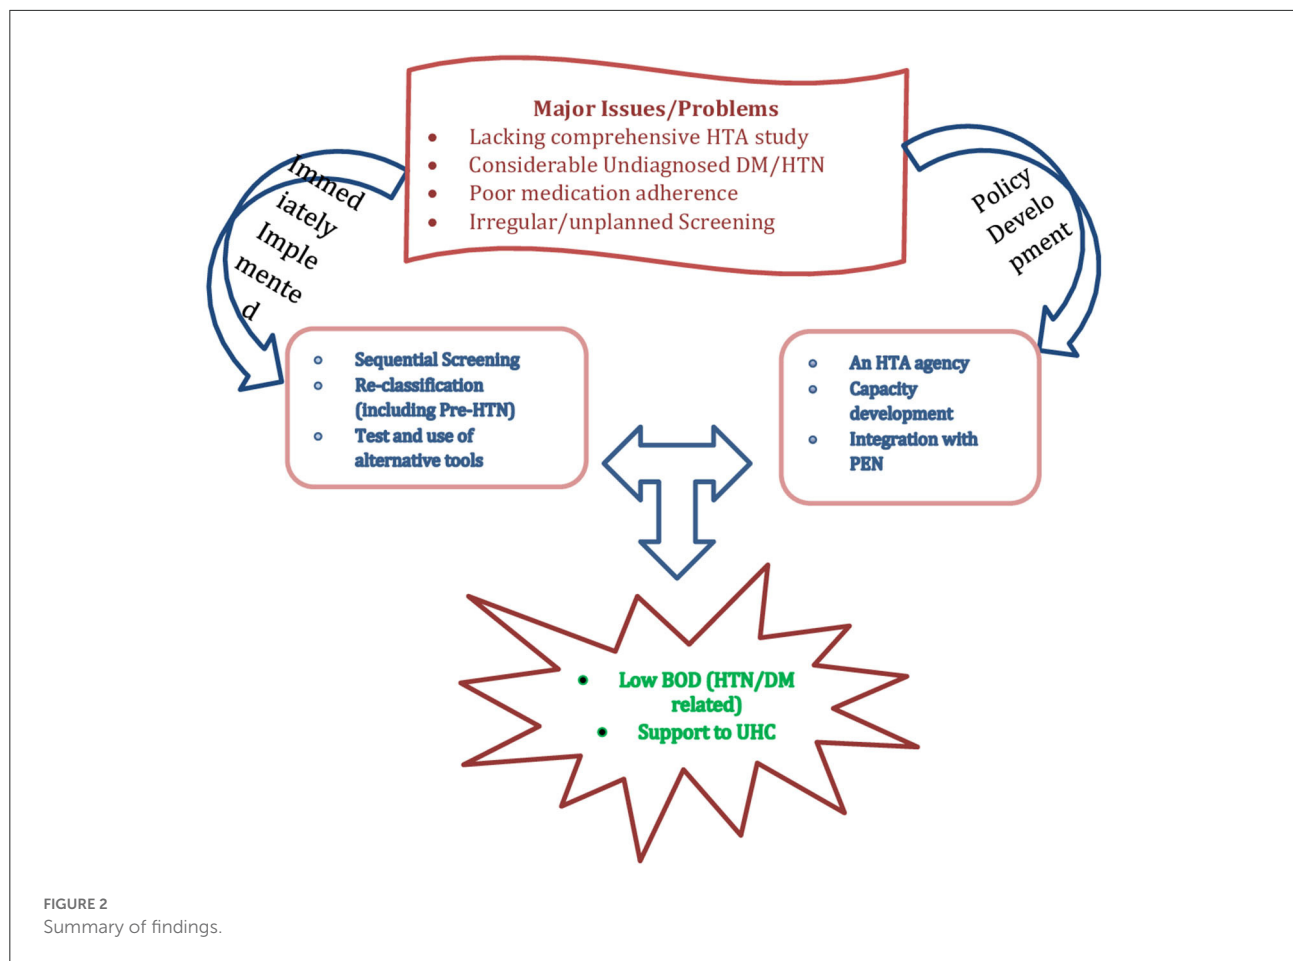 Major Issues/Problems
• Lacking comprehensive HTA study
• Considerable Undiagnosed DM/HTN
• Poor medication adherence
• Irregular/unplanned Screening
Immed
iately
Imple
mente
d
Policy
Develo
pment
Sequential Screening
Re-classification
(including Pre-HTN)
Test and use of
alternative tools
An HTA agency
Capacity
development
Integration with
PEN
• Low BOD (HTN/DM
related)
• Support to UHC
FIGURE 2
Summary of findings.